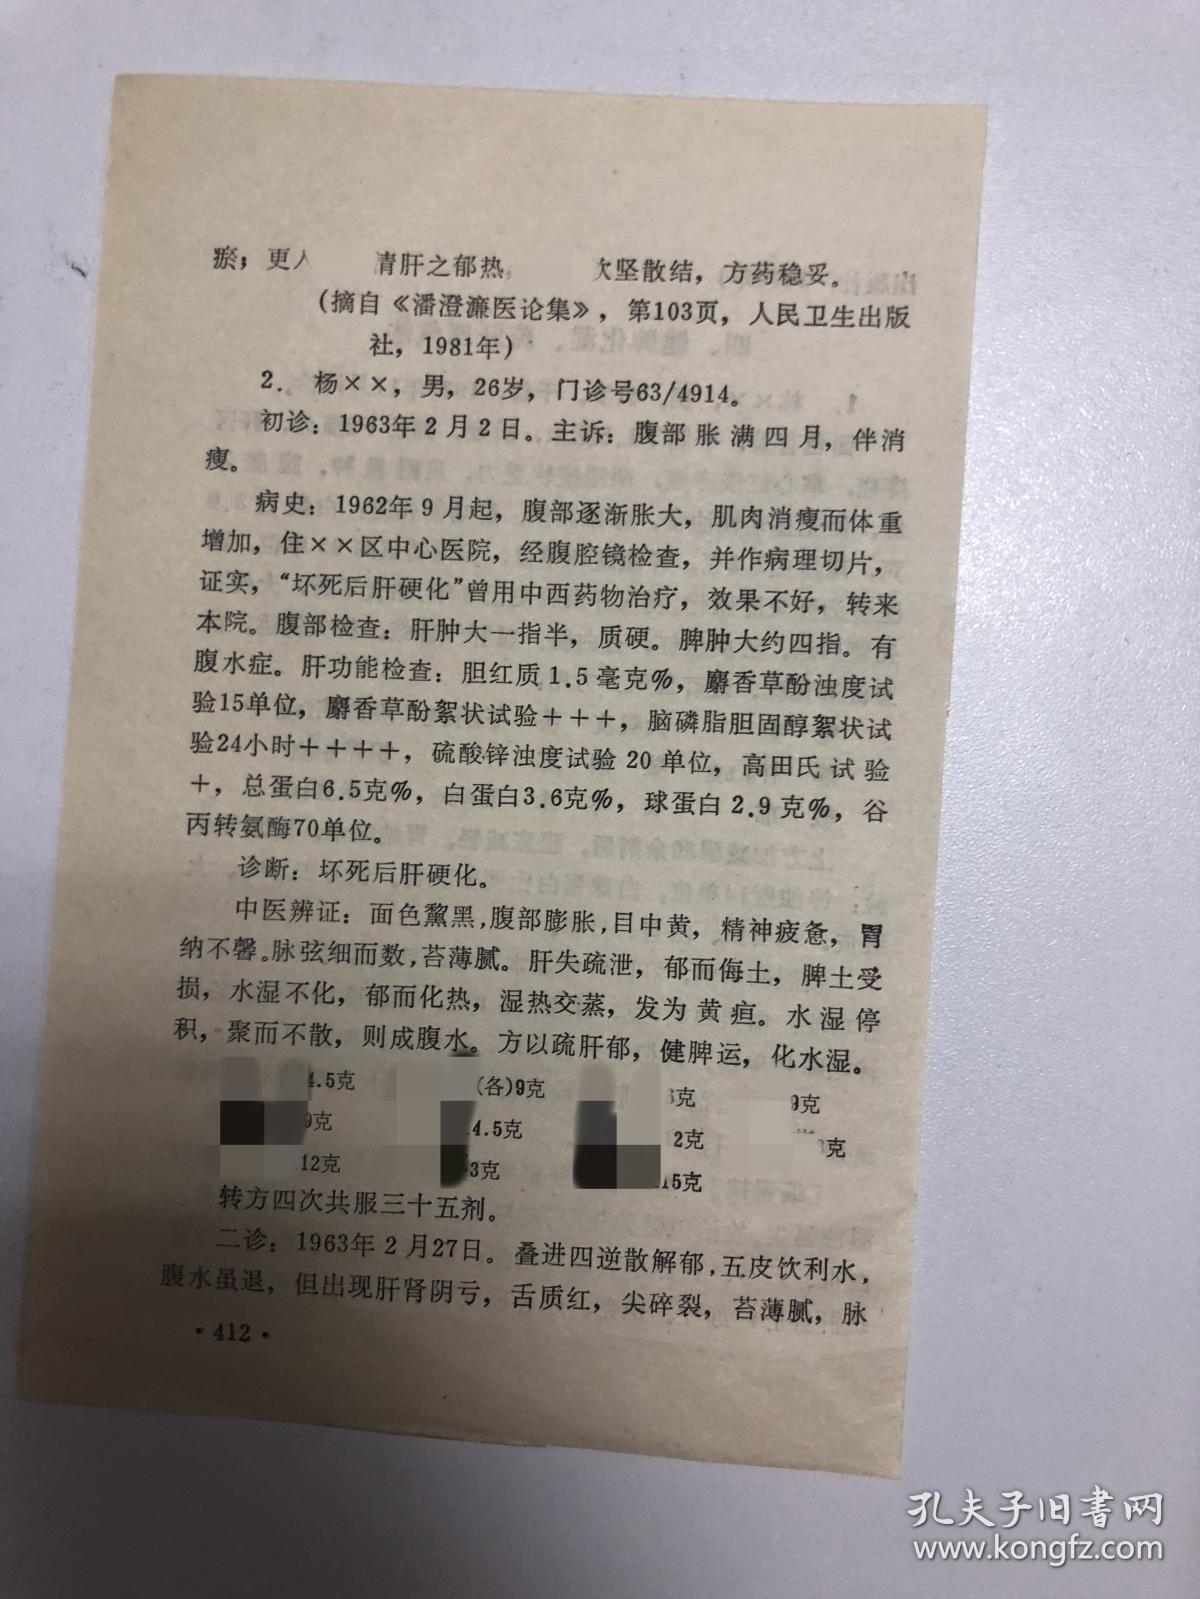 瘀；更 清肝之郁热， 坚散结，方药稳妥。
（摘自《潘澄濂医论集》，第103页，人民卫生出版
社，1981年）
2．杨××，男，26岁，门诊号63/4914。
初诊：1963年2月2日。主诉：腹部胀满四月，伴消
瘦。
病史：1962年9月起，腹部逐渐胀大，肌肉消瘦而体重
增加，住××区中心医院，经腹腔镜检查，并作病理切片，
证实，“坏死后肝硬化”曾用中西药物治疗，效果不好，转来
本院。腹部检查：肝肿大一指半，质硬。脾肿大约四指。有
腹水症。肝功能检查：胆红质1.5毫克％，麝香草酚浊度试
验15单位，麝香草酚絮状试验＋＋＋，脑磷脂胆固醇絮状试
验24小时＋＋＋＋，硫酸锌浊度试验20单位，高田氏试验
＋，总蛋白6.5克％，白蛋白3.6克％，球蛋白2.9克％，谷
丙转氨酶70单位。
诊断：坏死后肝硬化。
中医辨证：面色黧黑，腹部膨胀，目中黄，精神疲惫，胃
纳不馨。脉弦细而数，苔薄腻。肝失疏泄，郁而侮土，脾土受
损，水湿不化，郁而化热，湿热交蒸，发为黄疸。水湿停
积，聚而不散，则成腹水。方以疏肝郁，健脾运，化水湿。
4.5克 （各）9克 克 9克
9克 4.5克 2克 克
12克 3克 15克
转方四次共服三十五剂。
二诊：1963年2月27日。叠进四逆散解郁，五皮饮利水，
腹水虽退，但出现肝肾阴亏，舌质红，尖碎裂，苔薄腻，脉
·412·
孔夫子旧书网
www.kongfz.com